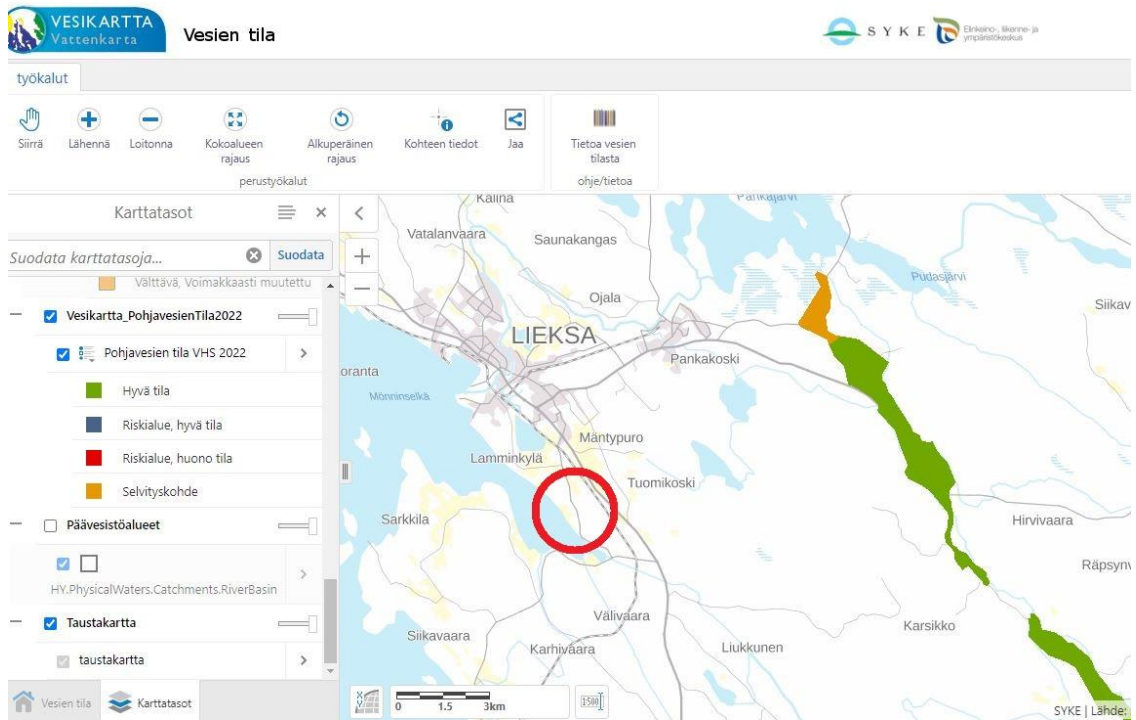 VESIKARTTA
Vattenkarta
Vesien tila
SYKE
Elinkeino-, liikenne- ja
ympäristökeskus
työkalut
Siirrä
Lähennä
Loitonna
Kokoalueen
rajaus
Alkuperäinen
rajaus
Kohteen tiedot
Jaa
Tietoa vesien
tilasta
perustyökalut
ohje/tietoa
Karttatasot
Suodata karttatasoja...
Suodata
Välttävä, Voimakkaasti muutettu
Vesikartta_PohjavesienTila2022
Pohjavesien tila VHS 2022
Hyvä tila
Riskialue, hyvä tila
Riskialue, huono tila
Selvityskohde
Päävesistöalueet
HY.PhysicalWaters.Catchments.RiverBasin
Taustakartta
taustakartta
Vesien tila
Karttatasot
Kalina
Pankajärvi
Vatalanvaara
Saunakangas
Pudasjärvi
Ojala
Siikav
LIEKSA
Pankakoski
oranta
Mönninselkä
Mäntypuro
Lamminkylä
Tuomikoski
Sarkkila
Hirvivaara
Räpsynv
Välivaara
Karsikko
Siikavaara
Karhivaara
Liukkunen
0 1.5 3km
1:500
SYKE | Lähde: